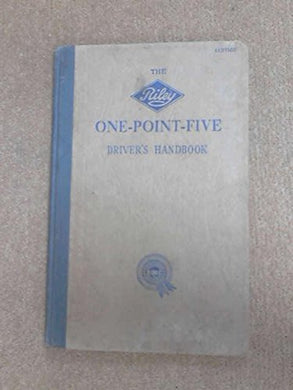 THE
Riley
ONE-POINT-FIVE
DRIVER'S HANDBOOK